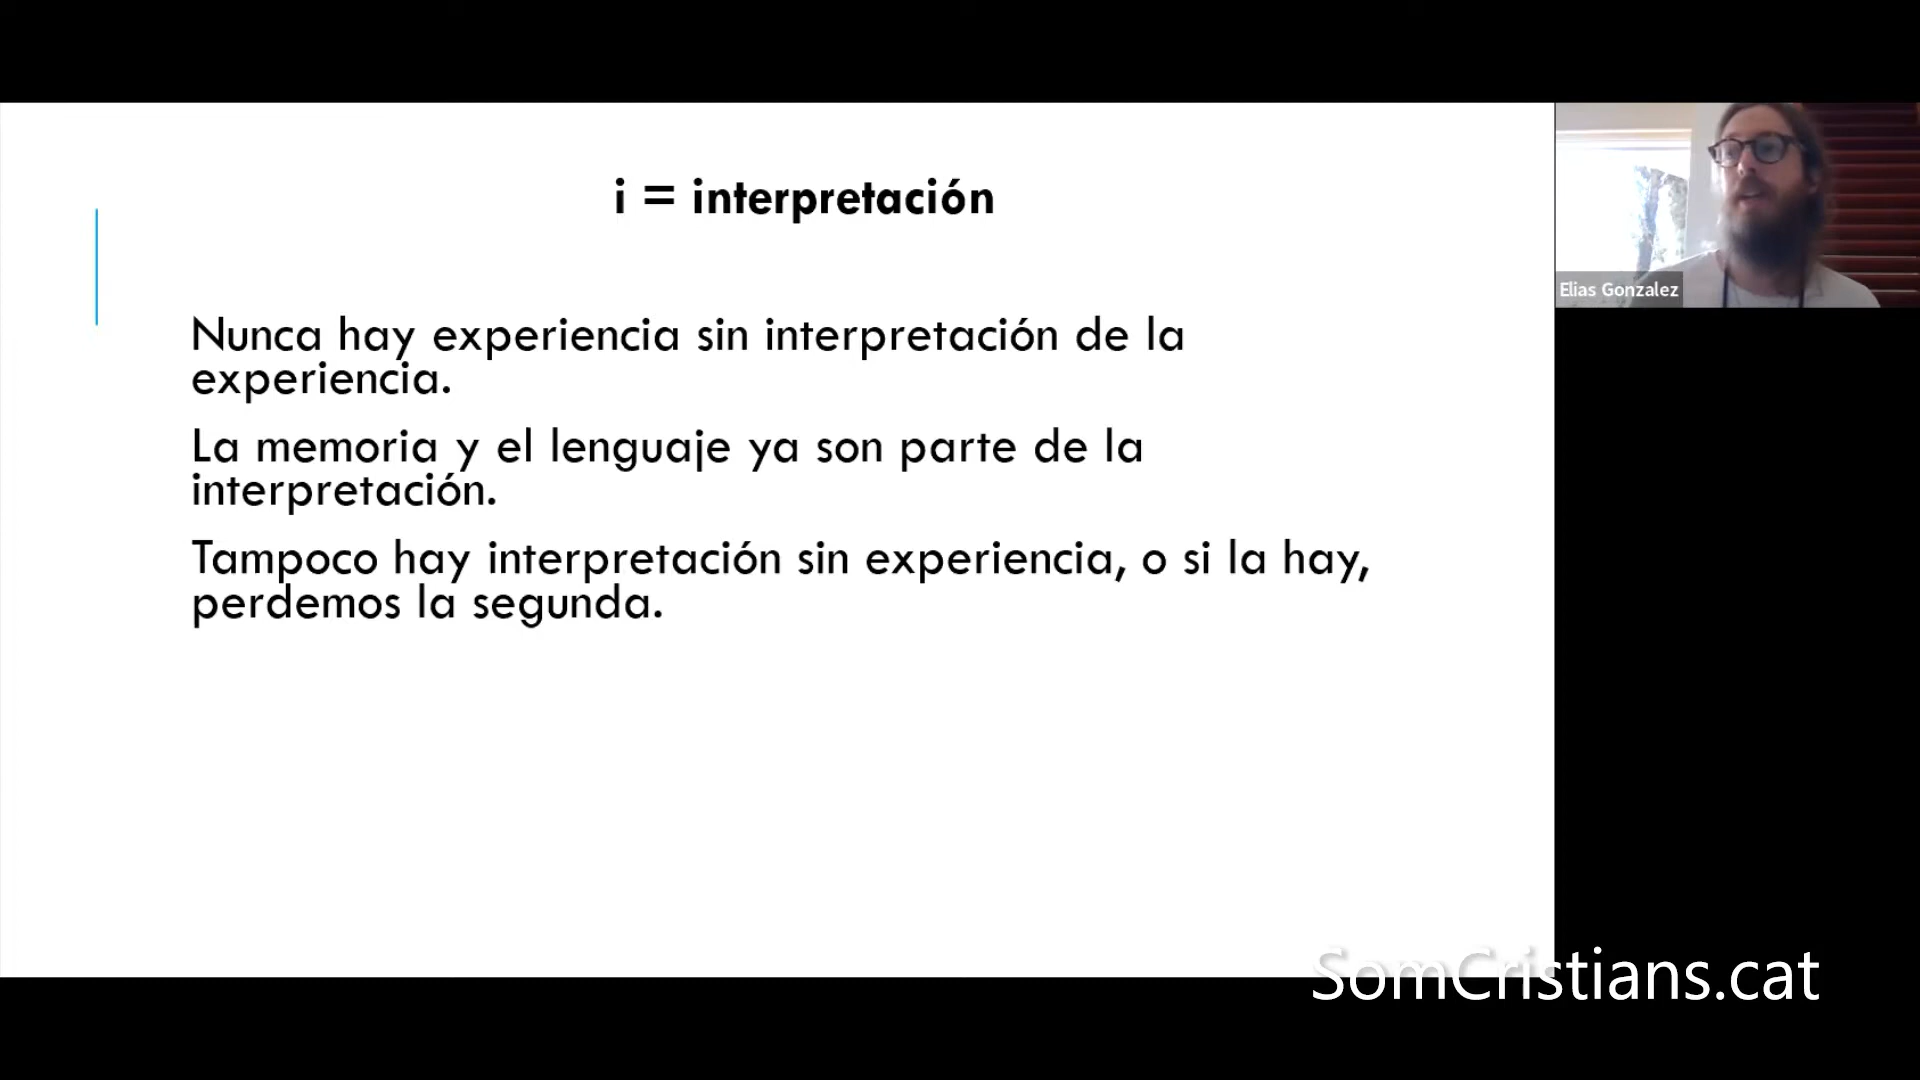 i = interpretación
Nunca hay experiencia sin interpretación de la
experiencia.
La memoria y el lenguaje ya son parte de la
interpretación.
Tampoco hay interpretación sin experiencia, o si la hay,
perdemos la segunda.
Elias Gonzalez
SomCristians.cat